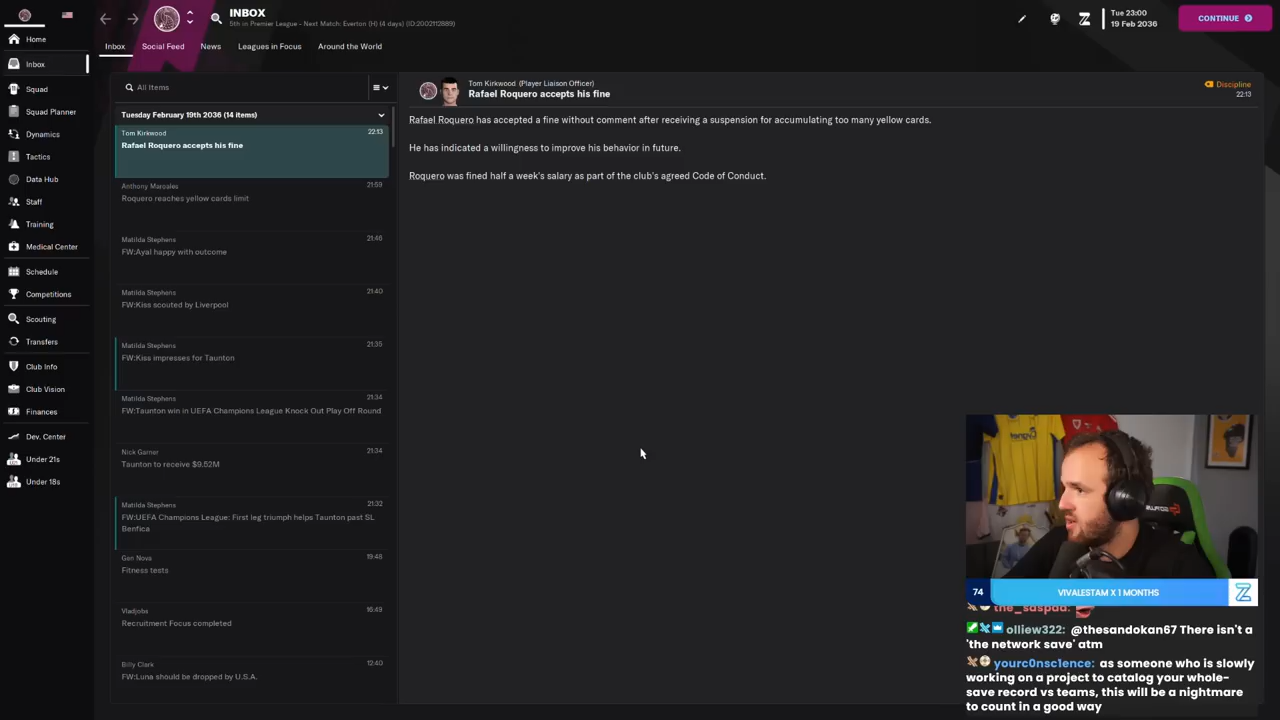 INBOX
5th in Premier League - Next Match: Everton (H) (4 days) (ID:2002112889)
Tue 23:00
19 Feb 2036
CONTINUE
Home
Inbox
Squad
Squad Planner
Dynamics
Tactics
Data Hub
Staff
Training
Medical Center
Schedule
Competitions
Scouting
Transfers
Club Info
Club Vision
Finances
Dev. Center
Under 21s
Under 18s
Inbox
Social Feed
News
Leagues in Focus
Around the World
All Items
Tuesday February 19th 2036 (14 items)
Tom Kirkwood 22:13
Rafael Roquero accepts his fine
Anthony 21:59
Roquero reaches yellow cards limit
Matilda Stephens 21:46
FW:Ayal happy with outcome
Matilda Stephens 21:40
FW:Kiss scouted by Liverpool
Matilda Stephens 21:35
FW:Kiss impresses for Taunton
Matilda Stephens 21:34
FW:Taunton win in UEFA Champions League Knock Out Play Off Round
Nick Garner 21:34
Taunton to receive $9.52M
Matilda Stephens 21:32
FW:UEFA Champions League: First leg triumph helps Taunton past SL
Benfica
Gen Nova 19:48
Fitness tests
Vladjobs 16:49
Recruitment Focus completed
Billy Clark 12:40
FW:Luna should be dropped by U.S.A.
Tom Kirkwood (Player Liaison Officer)
Rafael Roquero accepts his fine
Discipline
22:13
Rafael Roquero has accepted a fine without comment after receiving a suspension for accumulating too many yellow cards.
He has indicated a willingness to improve his behavior in future.
Roquero was fined half a week's salary as part of the club's agreed Code of Conduct.
74
VIVALESTAM X 1 MONTHS
the_saspad:
olliew322: @thesandokan67 There isn't a
'the network save' atm
yourc0nsc1ence: as someone who is slowly
working on a project to catalog your whole-
save record vs teams, this will be a nightmare
to count in a good way